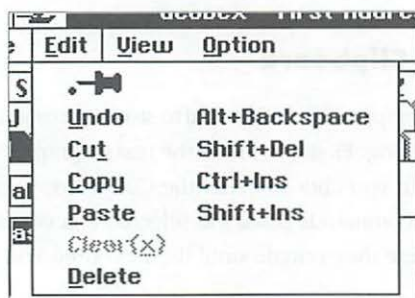 Edit View Option
Undo Alt+Backspace
Cut Shift+Del
Copy Ctrl+Ins
Paste Shift+Ins
Clear{x}
Delete